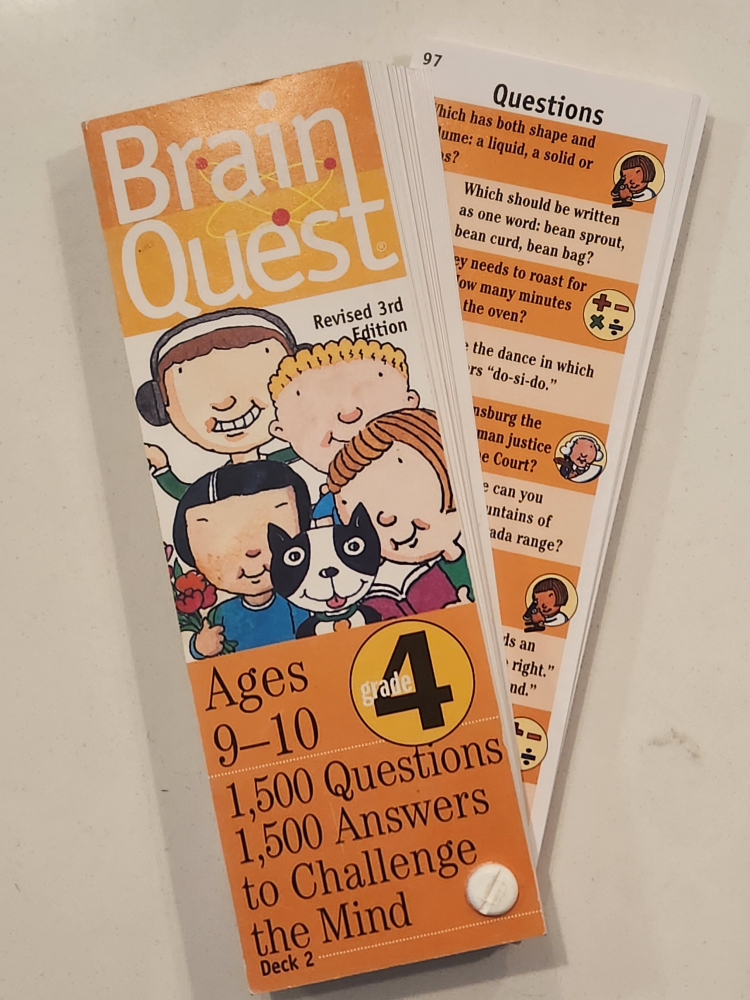 Brain
Quest®
Revised 3rd
Edition
Ages
9–10
grade 4
1,500 Questions
1,500 Answers
to Challenge
the Mind
Deck 2
97
Questions
has both shape and
a liquid, a solid or
Which should be written
as one word: bean sprout,
bean curd, bean bag?
needs to roast for
many minutes
the oven?
the dance in which
"do-si-do."
the
justice
Court?
can you
of
range?
an
right."